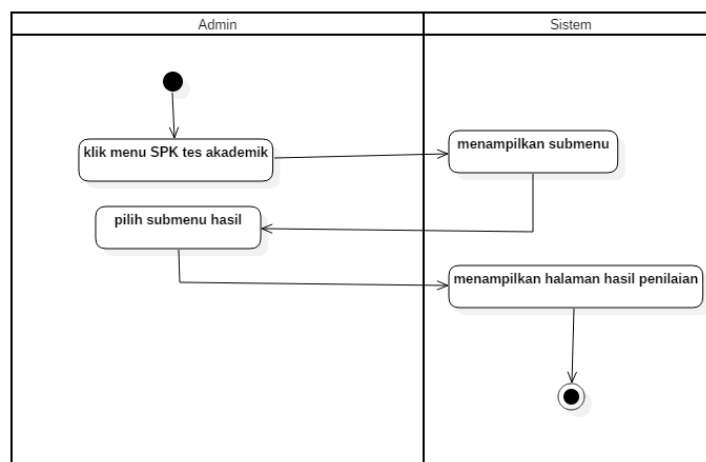 Admin
Sistem
klik menu SPK tes akademik
menampilkan submenu
pilih submenu hasil
menampilkan halaman hasil penilaian